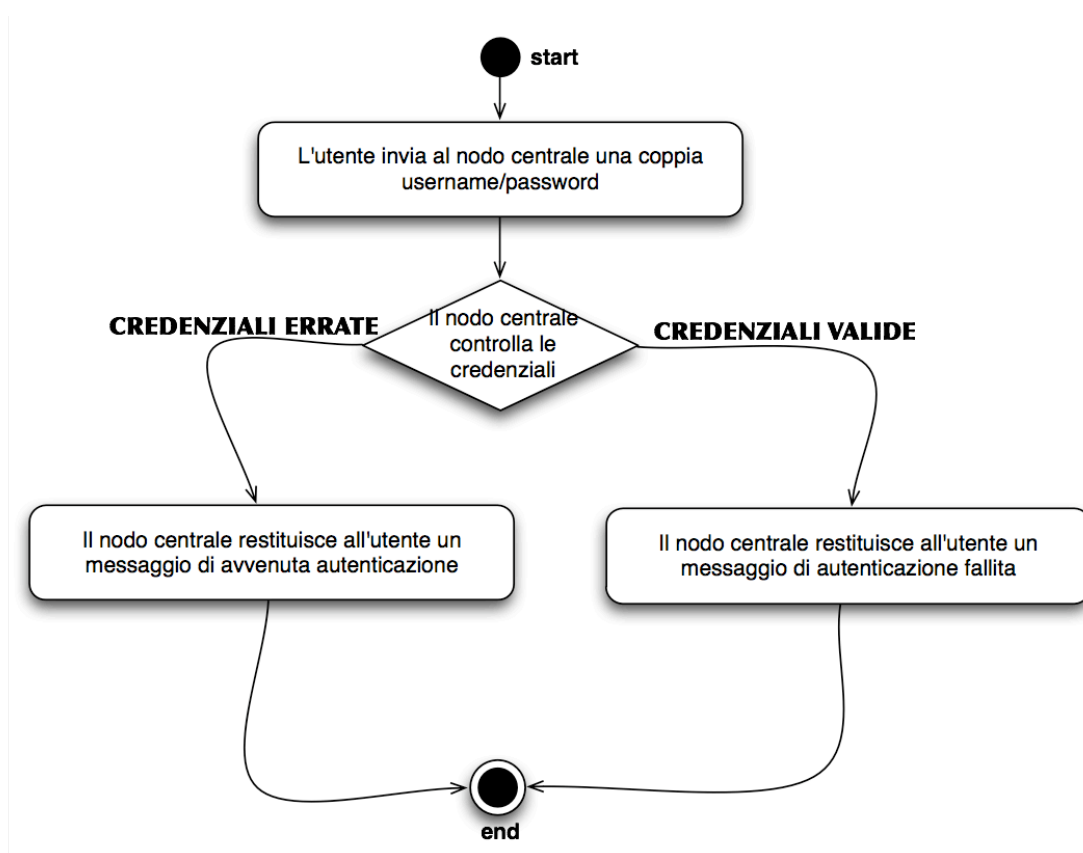 start
L'utente invia al nodo centrale una coppia
username/password
CREDENZIALI ERRATE
Il nodo centrale
controlla le
credenziali
CREDENZIALI VALIDE
Il nodo centrale restituisce all'utente un
messaggio di avvenuta autenticazione
Il nodo centrale restituisce all'utente un
messaggio di autenticazione fallita
end